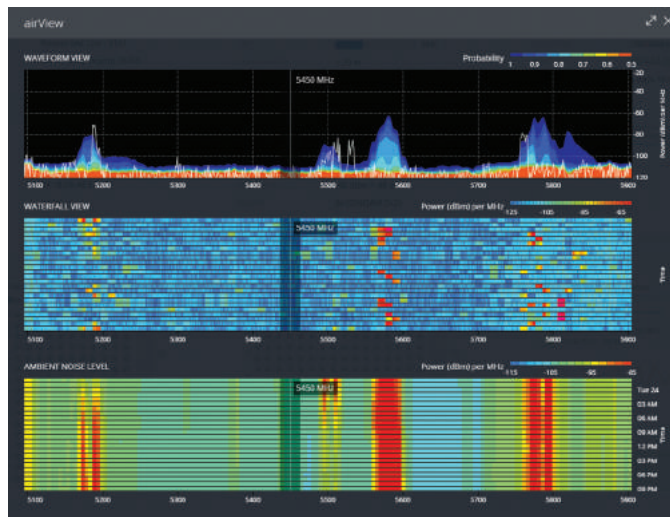 airView
WAVEFORM VIEW
Probability
1 0.9 0.8 0.7 0.6 0.5
5450 MHz
-20
-40
-60
-80
-100
-120
Power (dBm) per MHz
5100 5200 5300 5400 5500 5600 5700 5800 5900
WATERFALL VIEW
Power (dBm) per MHz
-125 -105 -85 -65
5450 MHz
Time
5100 5200 5300 5400 5500 5600 5700 5800 5900
AMBIENT NOISE LEVEL
Power (dBm) per MHz
-115 -105 -95 -85
5450 MHz
Tue 24
03 AM
06 AM
09 AM
12 PM
03 PM
06 PM
09 PM
Time
5100 5200 5300 5400 5500 5600 5700 5800 5900